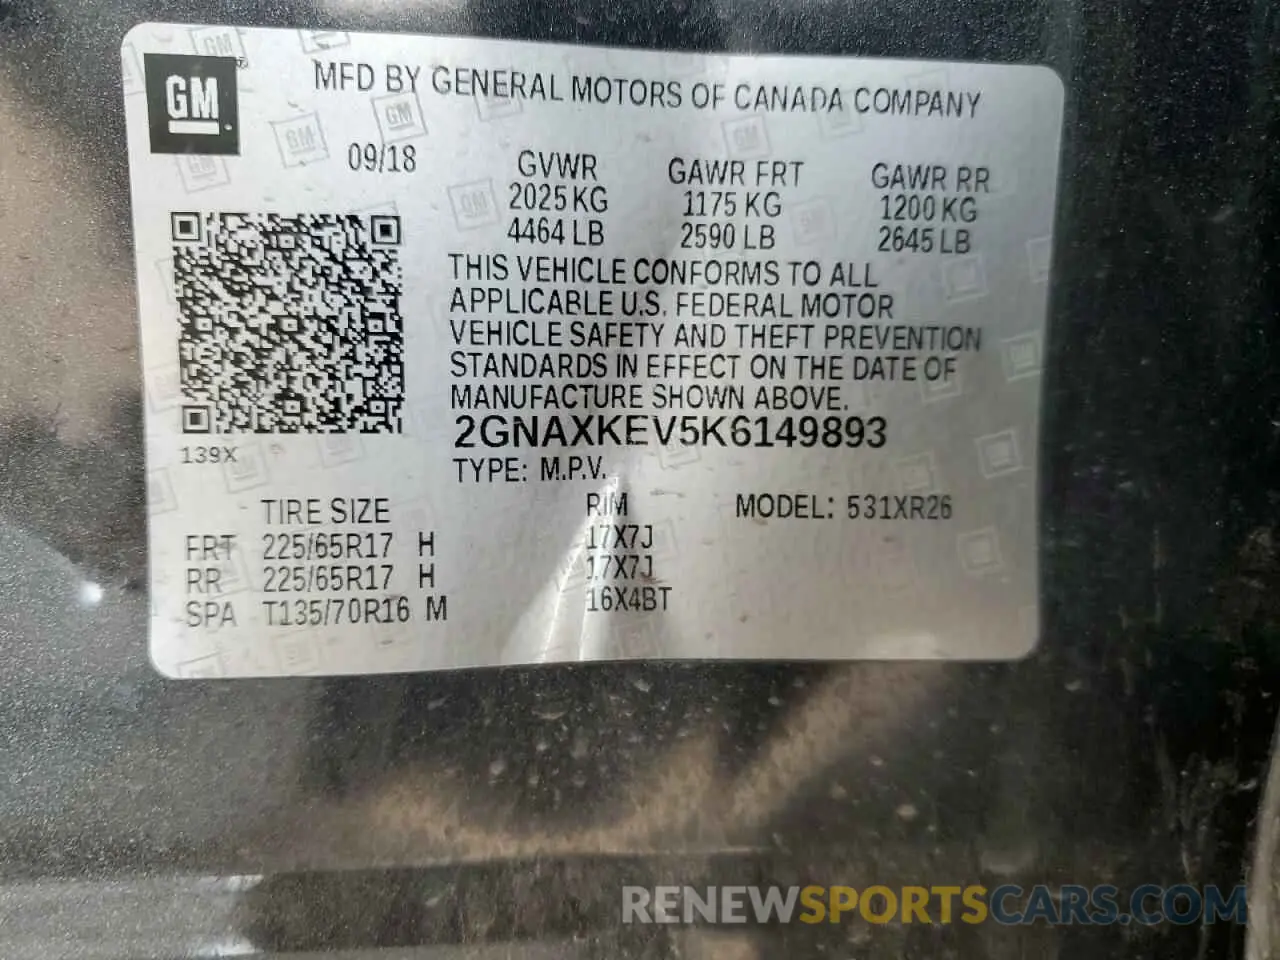 GM
MFD BY GENERAL MOTORS OF CANADA COMPANY
09/18
GVWR
2025 KG
4464 LB
GAWR FRT
1175 KG
2590 LB
GAWR RR
1200 KG
2645 LB
THIS VEHICLE CONFORMS TO ALL
APPLICABLE U.S. FEDERAL MOTOR
VEHICLE SAFETY AND THEFT PREVENTION
STANDARDS IN EFFECT ON THE DATE OF
MANUFACTURE SHOWN ABOVE.
139X
2GNAXKEV5K6149893
TYPE: M.P.V.
TIRE SIZE RIM MODEL: 531XR26
FRT 225/65R17 H 17X7J
RR 225/65R17 H 17X7J
SPA T135/70R16 M 16X4BT
RENEWSPORTSCARS.COM